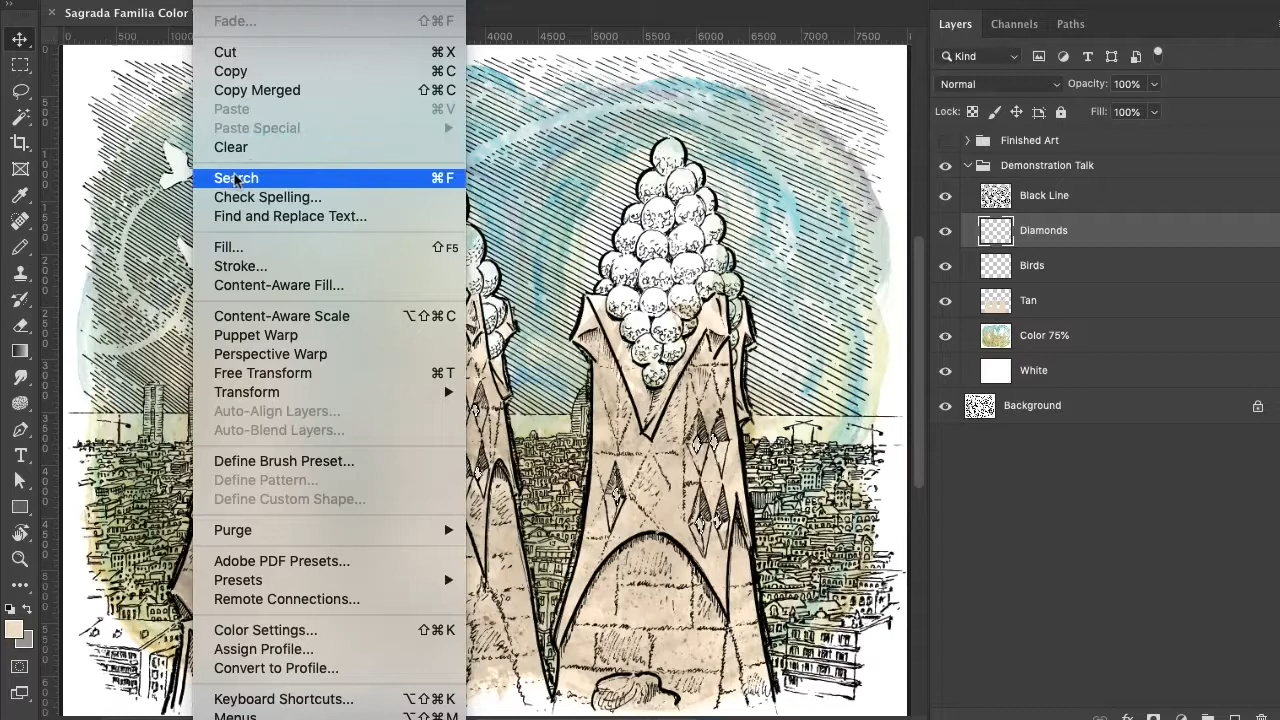 Sagrada Familia Color
Fade... ⇧⌘F
Cut ⌘X
Copy ⌘C
Copy Merged ⇧⌘C
Paste ⌘V
Paste Special
Clear
Search ⌘F
Check Spelling...
Find and Replace Text...
Fill... ⇧F5
Stroke...
Content-Aware Fill...
Content-Aware Scale ⌥⇧⌘C
Puppet Warp
Perspective Warp
Free Transform ⌘T
Transform
Auto-Align Layers...
Auto-Blend Layers...
Define Brush Preset...
Define Pattern...
Define Custom Shape...
Purge
Adobe PDF Presets...
Presets
Remote Connections...
Color Settings... ⇧⌘K
Assign Profile...
Convert to Profile...
Keyboard Shortcuts... ⌥⇧⌘K
Menus... ⌥⇧⌘M
0 500 1000 4000 4500 5000 5500 6000 6500 7000 7500
Layers Channels Paths
Kind
Normal Opacity: 100%
Lock: Fill: 100%
Finished Art
Demonstration Talk
Black Line
Diamonds
Birds
Tan
Color 75%
White
Background